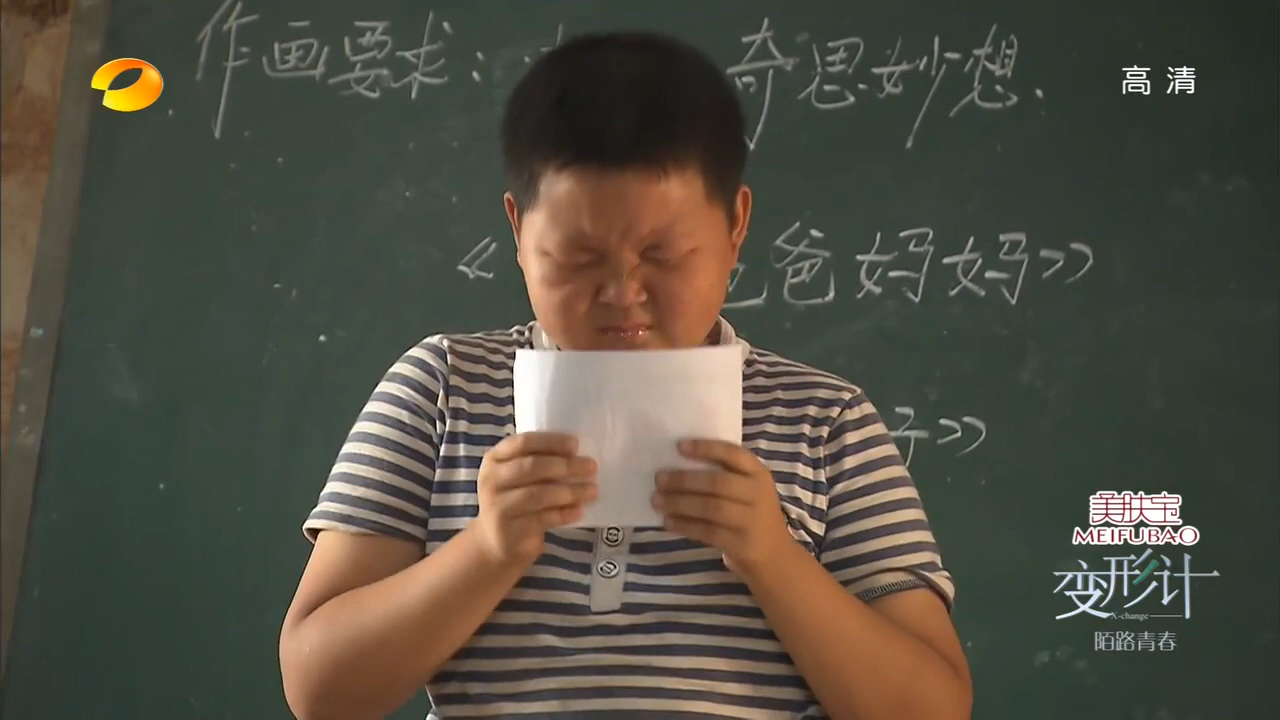 作画要求：
奇思妙想.
高清
《
爸妈妈》
子》
美肤宝
MEIFUBAO
变形计
X-change
陌路青春